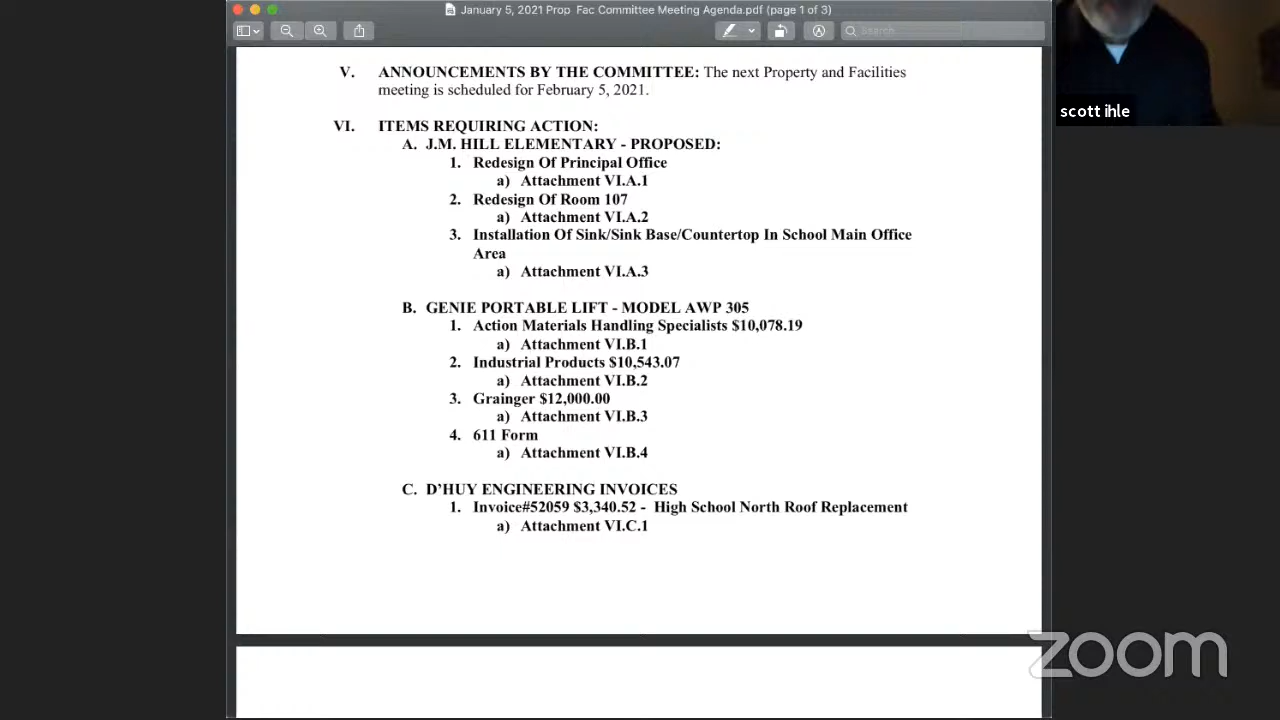 January 5, 2021 Prop Fac Committee Meeting Agenda.pdf (page 1 of 3)
Search
V. ANNOUNCEMENTS BY THE COMMITTEE: The next Property and Facilities
meeting is scheduled for February 5, 2021.
scott ihle
VI. ITEMS REQUIRING ACTION:
A. J.M. HILL ELEMENTARY - PROPOSED:
1. Redesign Of Principal Office
a) Attachment VI.A.1
2. Redesign Of Room 107
a) Attachment VI.A.2
3. Installation Of Sink/Sink Base/Countertop In School Main Office
Area
a) Attachment VI.A.3
B. GENIE PORTABLE LIFT - MODEL AWP 305
1. Action Materials Handling Specialists $10,078.19
a) Attachment VI.B.1
2. Industrial Products $10,543.07
a) Attachment VI.B.2
3. Grainger $12,000.00
a) Attachment VI.B.3
4. 611 Form
a) Attachment VI.B.4
C. D'HUY ENGINEERING INVOICES
1. Invoice#52059 $3,340.52 - High School North Roof Replacement
a) Attachment VI.C.1
zoom